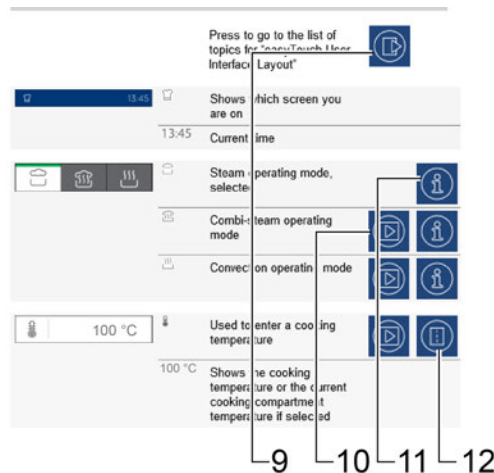 Press to go to the list of
topics for "easyTouch User
Interface Layout"
13:45
Shows which screen you
are on
13:45 Current time
Steam operating mode,
selected
Combi-steam operating
mode
Convection operating mode
100 °C
Used to enter a cooking
temperature
100 °C Shows the cooking
temperature or the current
cooking compartment
temperature if selected
9 10 11 12